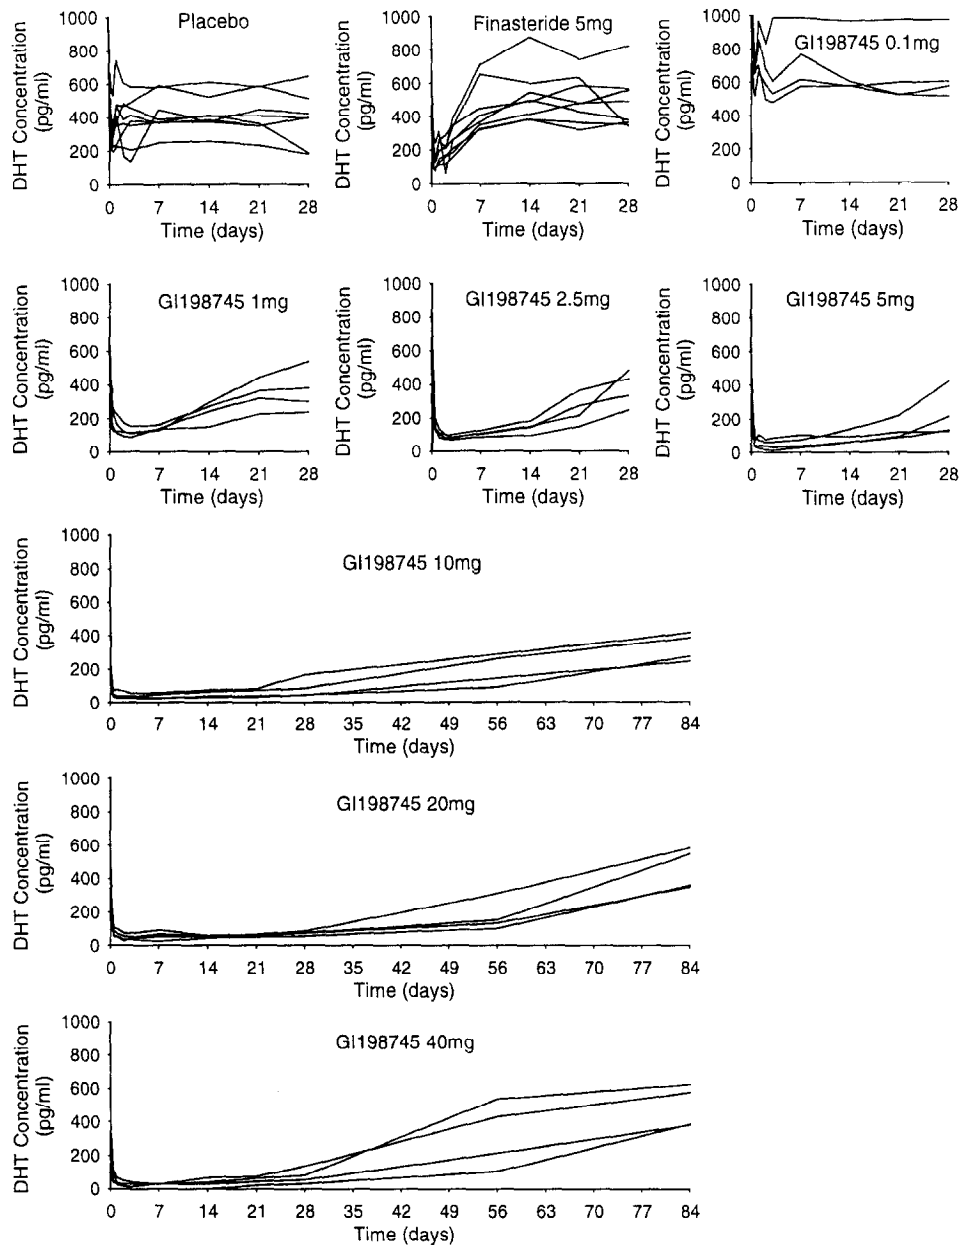 Placebo
1000
800
600
400
200
0
DHT Concentration
(pg/ml)
0 7 14 21 28
Time (days)
Finasteride 5mg
1000
800
600
400
200
0
DHT Concentration
(pg/ml)
0 7 14 21 28
Time (days)
GI198745 0.1mg
1000
800
600
400
200
0
DHT Concentration
(pg/ml)
0 7 14 21 28
Time (days)
GI198745 1mg
1000
800
600
400
200
0
DHT Concentration
(pg/ml)
0 7 14 21 28
Time (days)
GI198745 2.5mg
1000
800
600
400
200
0
DHT Concentration
(pg/ml)
0 7 14 21 28
Time (days)
GI198745 5mg
1000
800
600
400
200
0
DHT Concentration
(pg/ml)
0 7 14 21 28
Time (days)
GI198745 10mg
1000
800
600
400
200
0
DHT Concentration
(pg/ml)
0 7 14 21 28 35 42 49 56 63 70 77 84
Time (days)
GI198745 20mg
1000
800
600
400
200
0
DHT Concentration
(pg/ml)
0 7 14 21 28 35 42 49 56 63 70 77 84
Time (days)
GI198745 40mg
1000
800
600
400
200
0
DHT Concentration
(pg/ml)
0 7 14 21 28 35 42 49 56 63 70 77 84
Time (days)